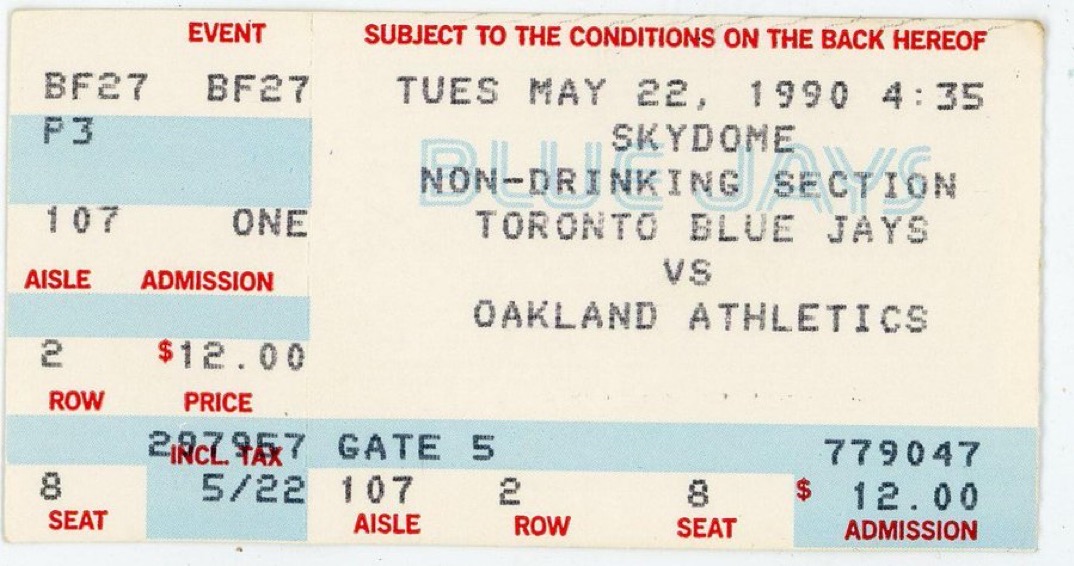 EVENT
BF27 BF27
P3
107 ONE
AISLE ADMISSION
2 $12.00
ROW PRICE
287957
INCL. TAX
8 5/22
SEAT
SUBJECT TO THE CONDITIONS ON THE BACK HEREOF
TUES MAY 22, 1990 4:35
SKYDOME
BLUE JAYS
NON-DRINKING SECTION
TORONTO BLUE JAYS
VS
OAKLAND ATHLETICS
GATE 5 779047
107 2 8 $ 12.00
AISLE ROW SEAT ADMISSION